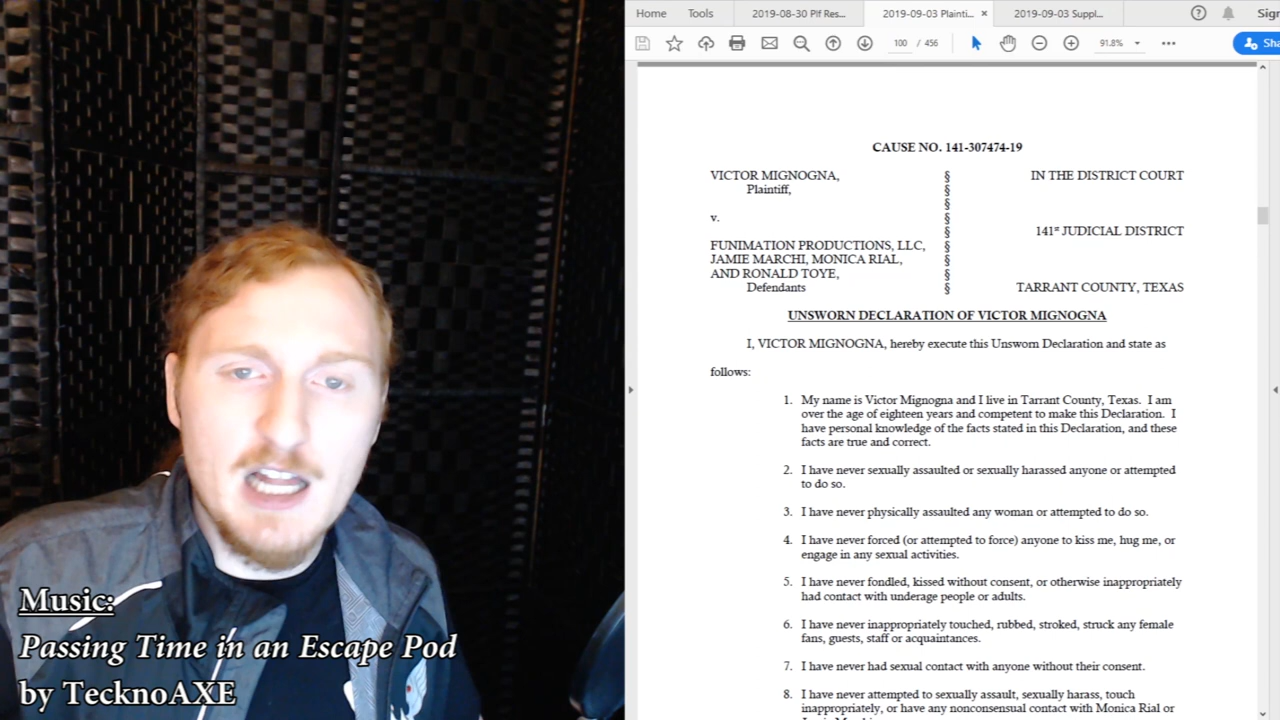 Home Tools 2019-08-30 Plf Res... 2019-09-03 Plainti... × 2019-09-03 Suppl... Sign
100 / 456 91.8% Sha
CAUSE NO. 141-307474-19
VICTOR MIGNOGNA, § IN THE DISTRICT COURT
Plaintiff, §
§
v. §
§ 141st JUDICIAL DISTRICT
FUNIMATION PRODUCTIONS, LLC, §
JAMIE MARCHI, MONICA RIAL, §
AND RONALD TOYE, §
Defendants § TARRANT COUNTY, TEXAS
UNSWORN DECLARATION OF VICTOR MIGNOGNA
I, VICTOR MIGNOGNA, hereby execute this Unsworn Declaration and state as
follows:
1. My name is Victor Mignogna and I live in Tarrant County, Texas. I am
over the age of eighteen years and competent to make this Declaration. I
have personal knowledge of the facts stated in this Declaration, and these
facts are true and correct.
2. I have never sexually assaulted or sexually harassed anyone or attempted
to do so.
3. I have never physically assaulted any woman or attempted to do so.
4. I have never forced (or attempted to force) anyone to kiss me, hug me, or
engage in any sexual activities.
5. I have never fondled, kissed without consent, or otherwise inappropriately
had contact with underage people or adults.
6. I have never inappropriately touched, rubbed, stroked, struck any female
fans, guests, staff or acquaintances.
7. I have never had sexual contact with anyone without their consent.
8. I have never attempted to sexually assault, sexually harass, touch
inappropriately, or have any nonconsensual contact with Monica Rial or
Music:
Passing Time in an Escape Pod
by TecknoAXE